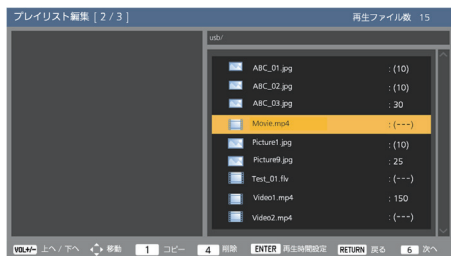 プレイリスト編集 [ 2 / 3 ] 再生ファイル数 15
usb/
ABC_01.jpg : (10)
ABC_02.jpg : (10)
ABC_03.jpg : 30
Movie.mp4 : (---)
Picture1.jpg : (10)
Picture9.jpg : 25
Test_01.flv : (---)
Video1.mp4 : 150
Video2.mp4 : (---)
VOL+/- 上へ / 下へ 移動 1 コピー 4 削除 ENTER 再生時間設定 RETURN 戻る 6 次へ